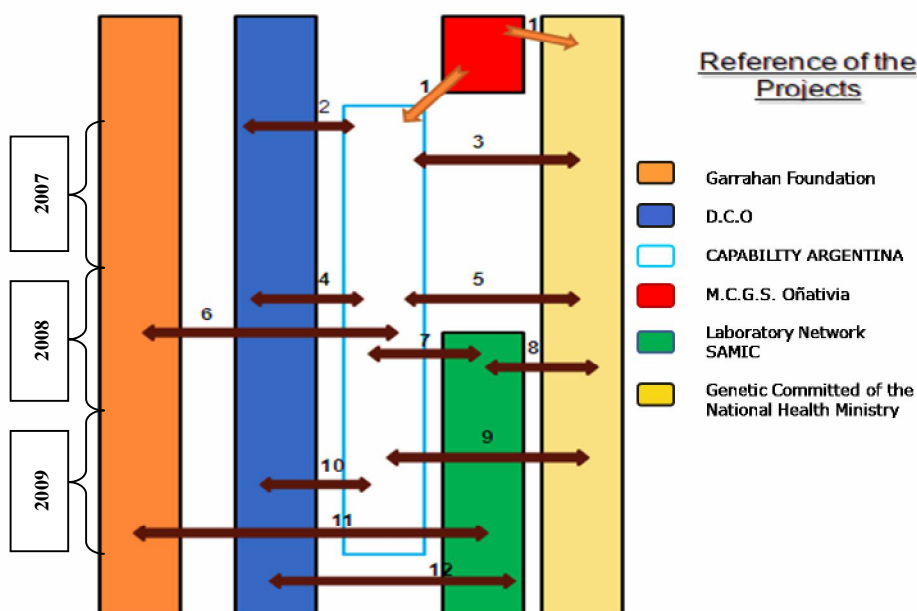 1
Reference of the
Projects
1
2
3
2007
Garrahan Foundation
D.C.O
CAPABILITY ARGENTINA
4
5
M.C.G.S. Oñativia
6
2008
7
8
Laboratory Network
SAMIC
Genetic Committed of the
National Health Ministry
9
2009
10
11
12